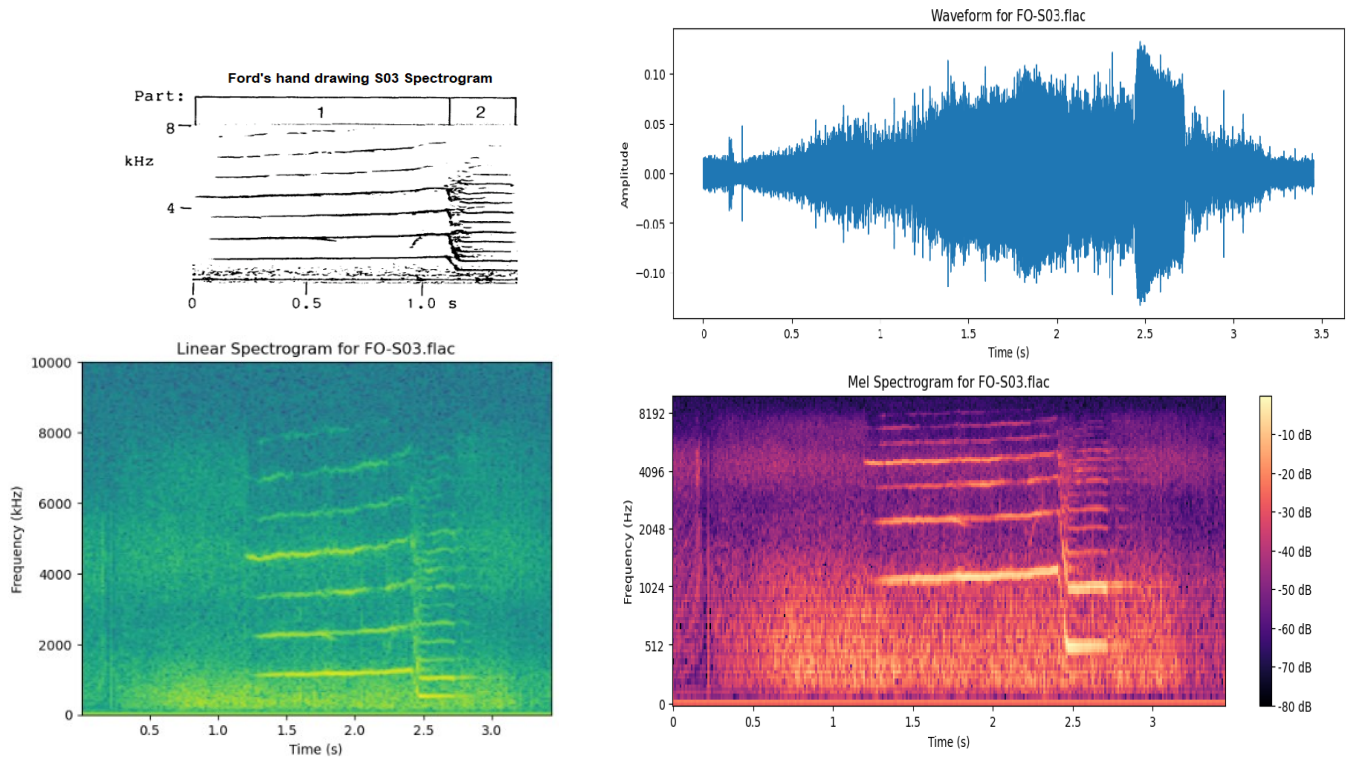 Ford's hand drawing S03 Spectrogram
Part:
1
2
8
kHz
4
0
0.5
1.0 s
Waveform for FO-S03.flac
Amplitude
0.10
0.05
0.00
−0.05
−0.10
0
0.5
1
1.5
2
2.5
3
3.5
Time (s)
Linear Spectrogram for FO-S03.flac
Frequency (kHz)
10000
8000
6000
4000
2000
0
0.5
1.0
1.5
2.0
2.5
3.0
Time (s)
Mel Spectrogram for FO-S03.flac
Frequency (Hz)
8192
4096
2048
1024
512
0
0
0.5
1
1.5
2
2.5
3
Time (s)
-10 dB
-20 dB
-30 dB
-40 dB
-50 dB
-60 dB
-70 dB
-80 dB